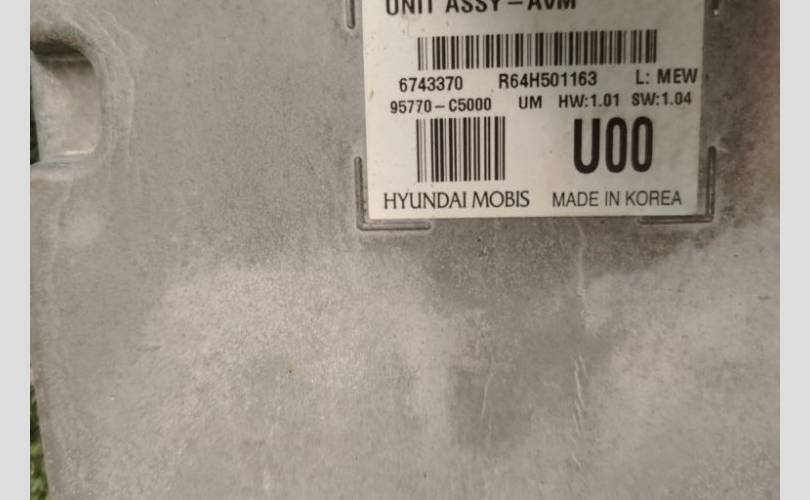 UNIT ASSY-AVM
6743370 R64H501163 L: MEW
95770-C5000 UM HW:1.01 SW:1.04
U00
HYUNDAI MOBIS MADE IN KOREA